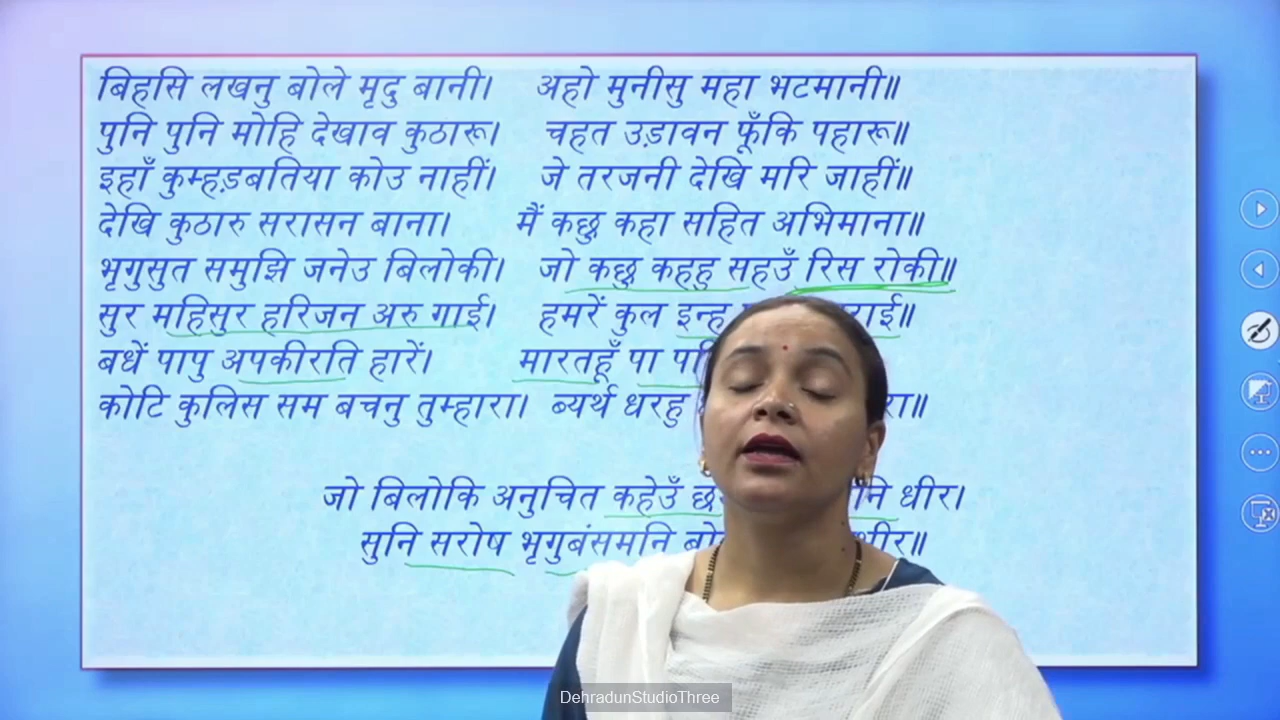 बिहसि लखनु बोले मृदु बानी। अहो मुनीसु महा भटमानी॥
पुनि पुनि मोहि देखाव कुठारू। चहत उड़ावन फूँकि पहारू॥
इहाँ कुम्हड़बतिया कोउ नाहीं। जे तरजनी देखि मरि जाहीं॥
देखि कुठारु सरासन बाना। मैं कछु कहा सहित अभिमाना॥
भृगुसुत समुझि जनेउ बिलोकी। जो कछु कहहु सहउँ रिस रोकी॥
सुर महिसुर हरिजन अरु गाई। हमरें कुल इन्ह
बधें पापु अपकीरति हारें। मारतहूँ पा
कोटि कुलिस सम बचनु तुम्हारा। ब्यर्थ धरहु
जो बिलोकि अनुचित कहेउँ धीर।
सुनि सरोष भृगुबंसमनि
DehradunStudioThree